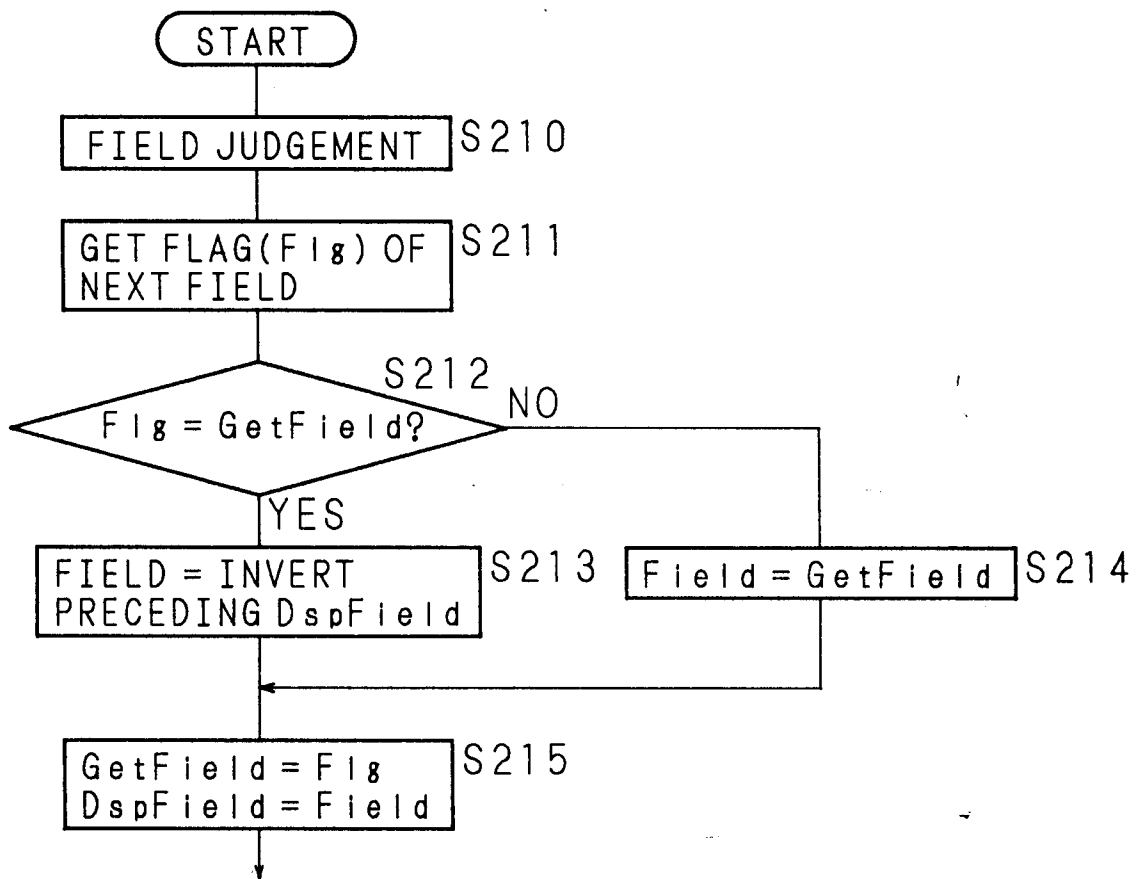 START
FIELD JUDGEMENT
S210
GET FLAG(Flg) OF
NEXT FIELD
S211
S212
Flg = GetField?
NO
YES
FIELD = INVERT
PRECEDING DspField
S213
Field = GetField
S214
GetField = Flg
DspField = Field
S215